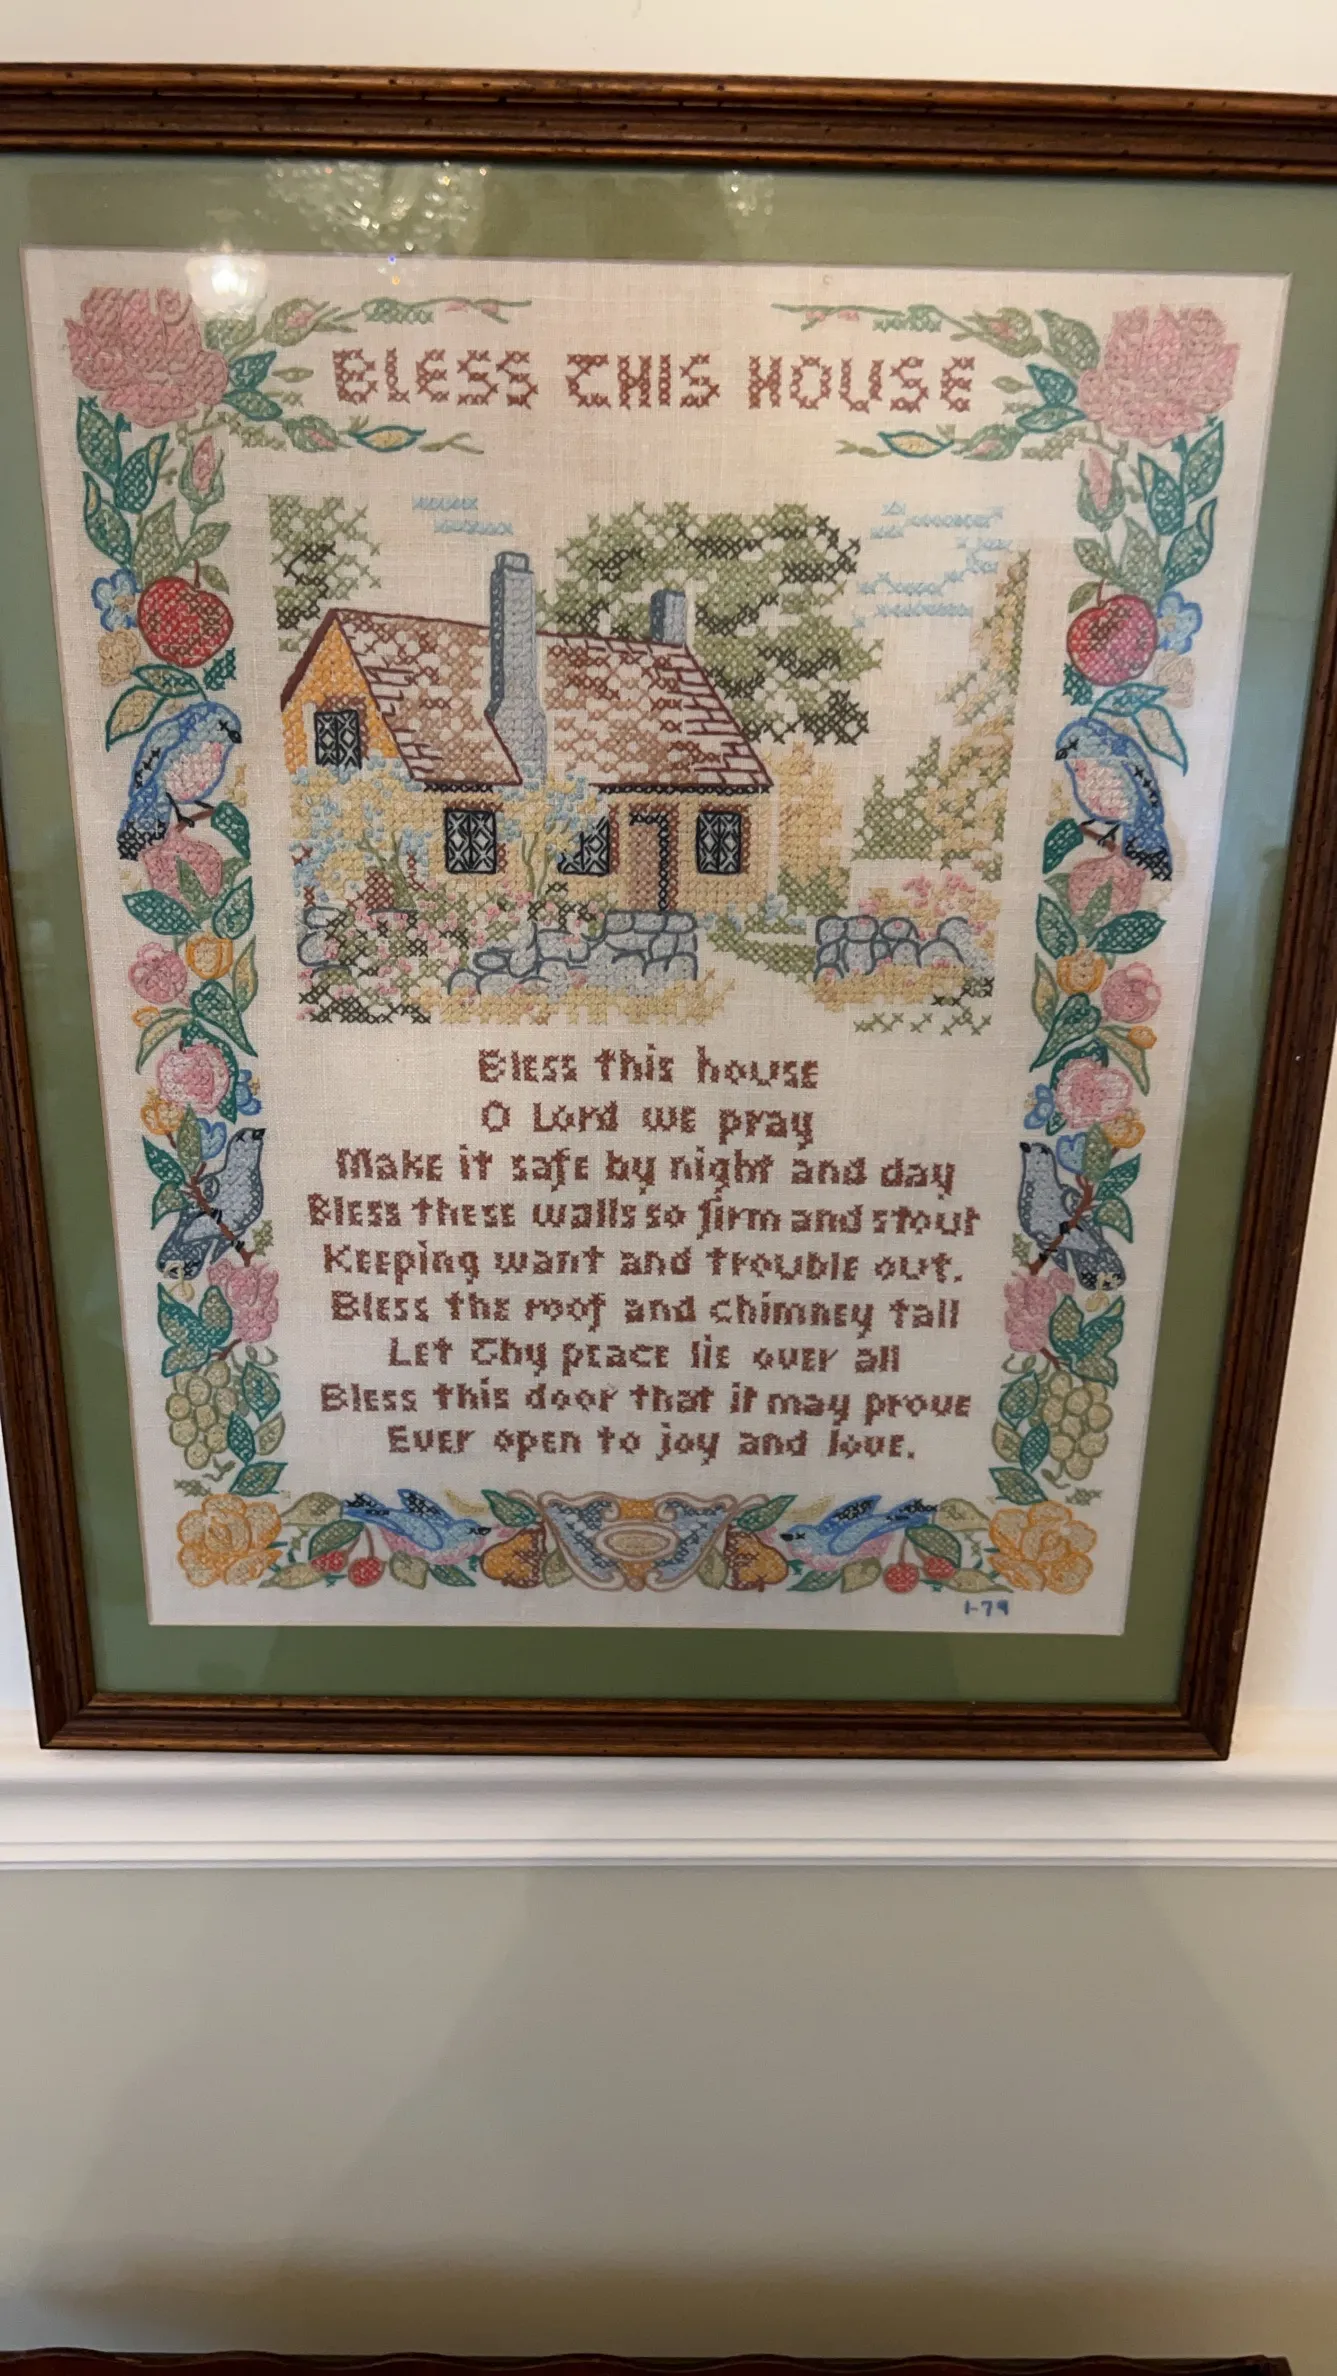 BLESS THIS HOUSE
Bless this house
O Lord we pray
Make it safe by night and day
Bless these walls so firm and stout
Keeping want and trouble out.
Bless the roof and chimney tall
Let Thy peace lie over all
Bless this door that it may prove
Ever open to joy and love.
1-79